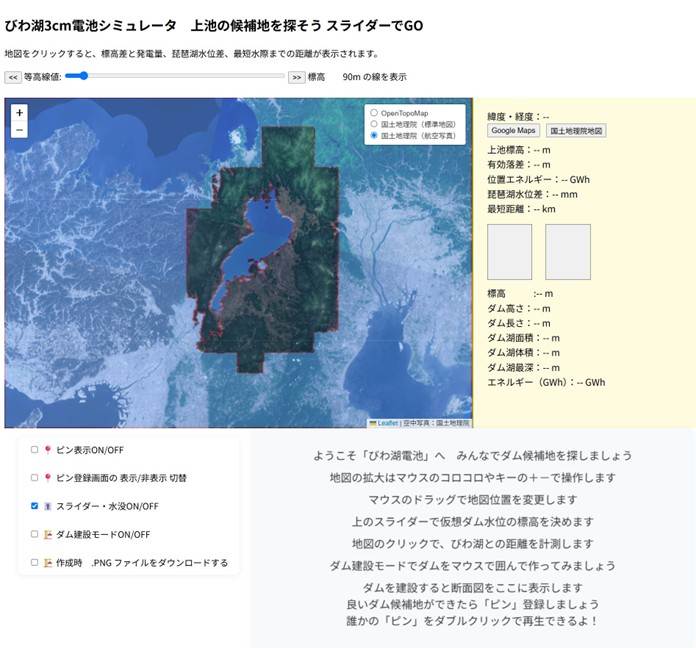 びわ湖3cm電池シミュレータ　上池の候補地を探そう スライダーでGO
地図をクリックすると、標高差と発電量、琵琶湖水位差、最短水際までの距離が表示されます。
<< 等高線値: >> 標高 90m の線を表示
+
−
OpenTopoMap
国土地理院（標準地図）
国土地理院（航空写真）
Leaflet | 空中写真：国土地理院
緯度・経度：--
Google Maps 国土地理院地図
上池標高：-- m
有効落差：-- m
位置エネルギー：-- GWh
琵琶湖水位差：-- mm
最短距離：-- km
標高 :-- m
ダム高さ：-- m
ダム長さ：-- m
ダム湖面積：-- m
ダム湖体積：-- m
ダム湖最深：-- m
エネルギー（GWh）：-- GWh
ピン表示ON/OFF
ピン登録画面の 表示/非表示 切替
スライダー・水没ON/OFF
ダム建設モードON/OFF
作成時　.PNG ファイルをダウンロードする
ようこそ「びわ湖電池」へ　みんなでダム候補地を探しましょう
地図の拡大はマウスのコロコロやキーの＋－で操作します
マウスのドラッグで地図位置を変更します
上のスライダーで仮想ダム水位の標高を決めます
地図のクリックで、びわ湖との距離を計測します
ダム建設モードでダムをマウスで囲んで作ってみましょう
ダムを建設すると断面図をここに表示します
良いダム候補地ができたら「ピン」登録しましょう
誰かの「ピン」をダブルクリックで再生できるよ！